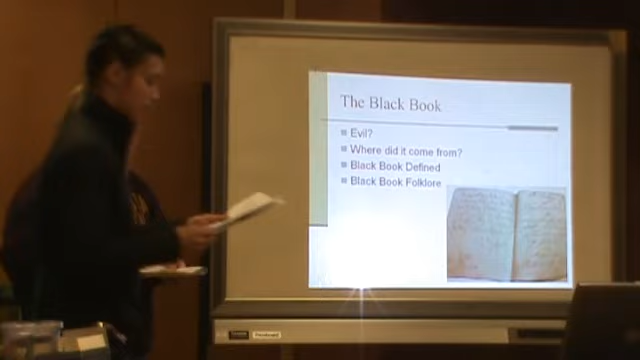 The Black Book
Evil?
Where did it come from?
Black Book Defined
Black Book Folklore